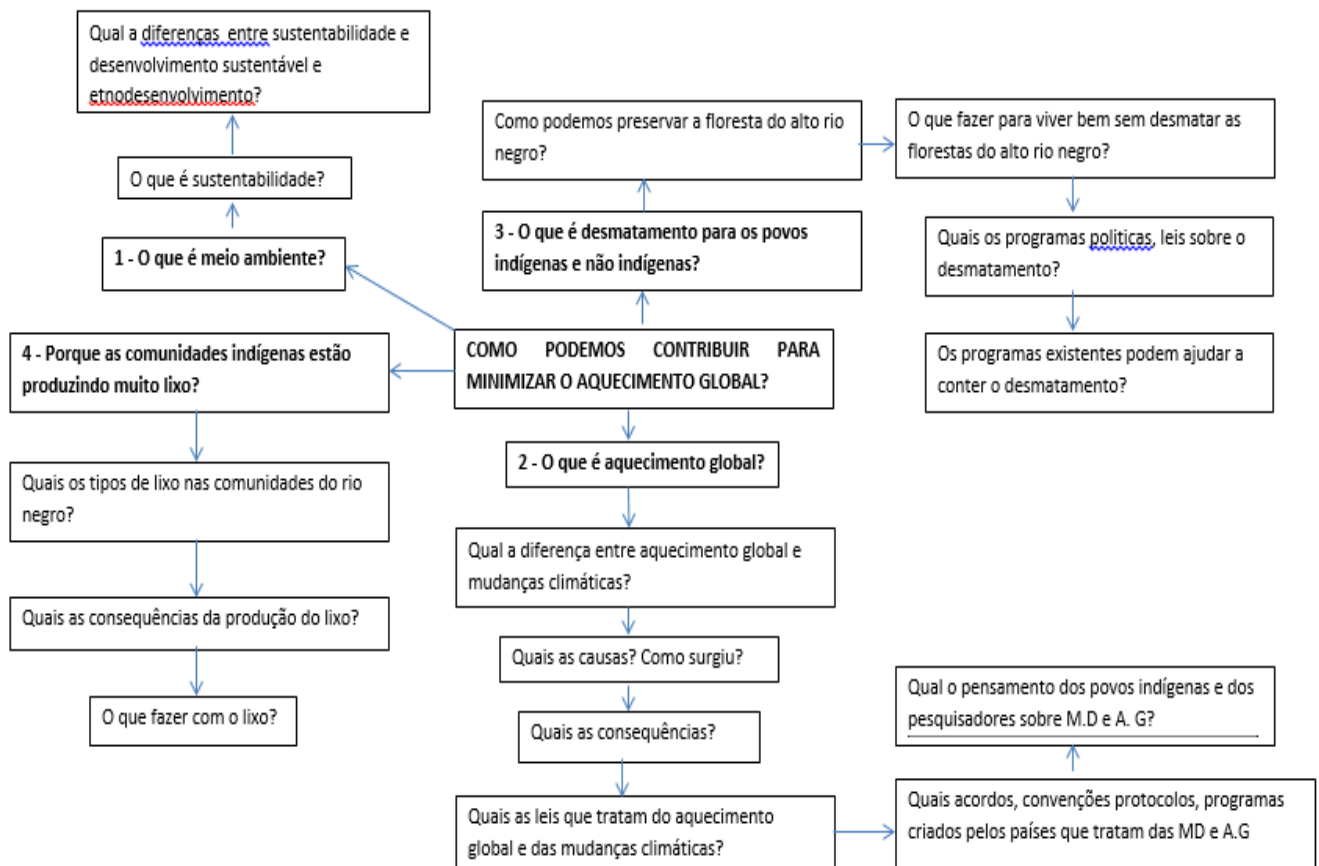 Qual a diferenças entre sustentabilidade e
desenvolvimento sustentável e
etnodesenvolvimento?
O que é sustentabilidade?
1 - O que é meio ambiente?
Como podemos preservar a floresta do alto rio
negro?
O que fazer para viver bem sem desmatar as
florestas do alto rio negro?
3 - O que é desmatamento para os povos
indígenas e não indígenas?
Quais os programas politicas, leis sobre o
desmatamento?
Os programas existentes podem ajudar a
conter o desmatamento?
COMO PODEMOS CONTRIBUIR PARA
MINIMIZAR O AQUECIMENTO GLOBAL?
4 - Porque as comunidades indígenas estão
produzindo muito lixo?
Quais os tipos de lixo nas comunidades do rio
negro?
Quais as consequências da produção do lixo?
O que fazer com o lixo?
2 - O que é aquecimento global?
Qual a diferença entre aquecimento global e
mudanças climáticas?
Quais as causas? Como surgiu?
Quais as consequências?
Quais as leis que tratam do aquecimento
global e das mudanças climáticas?
Quais acordos, convenções protocolos, programas
criados pelos países que tratam das MD e A.G
Qual o pensamento dos povos indígenas e dos
pesquisadores sobre M.D e A. G?